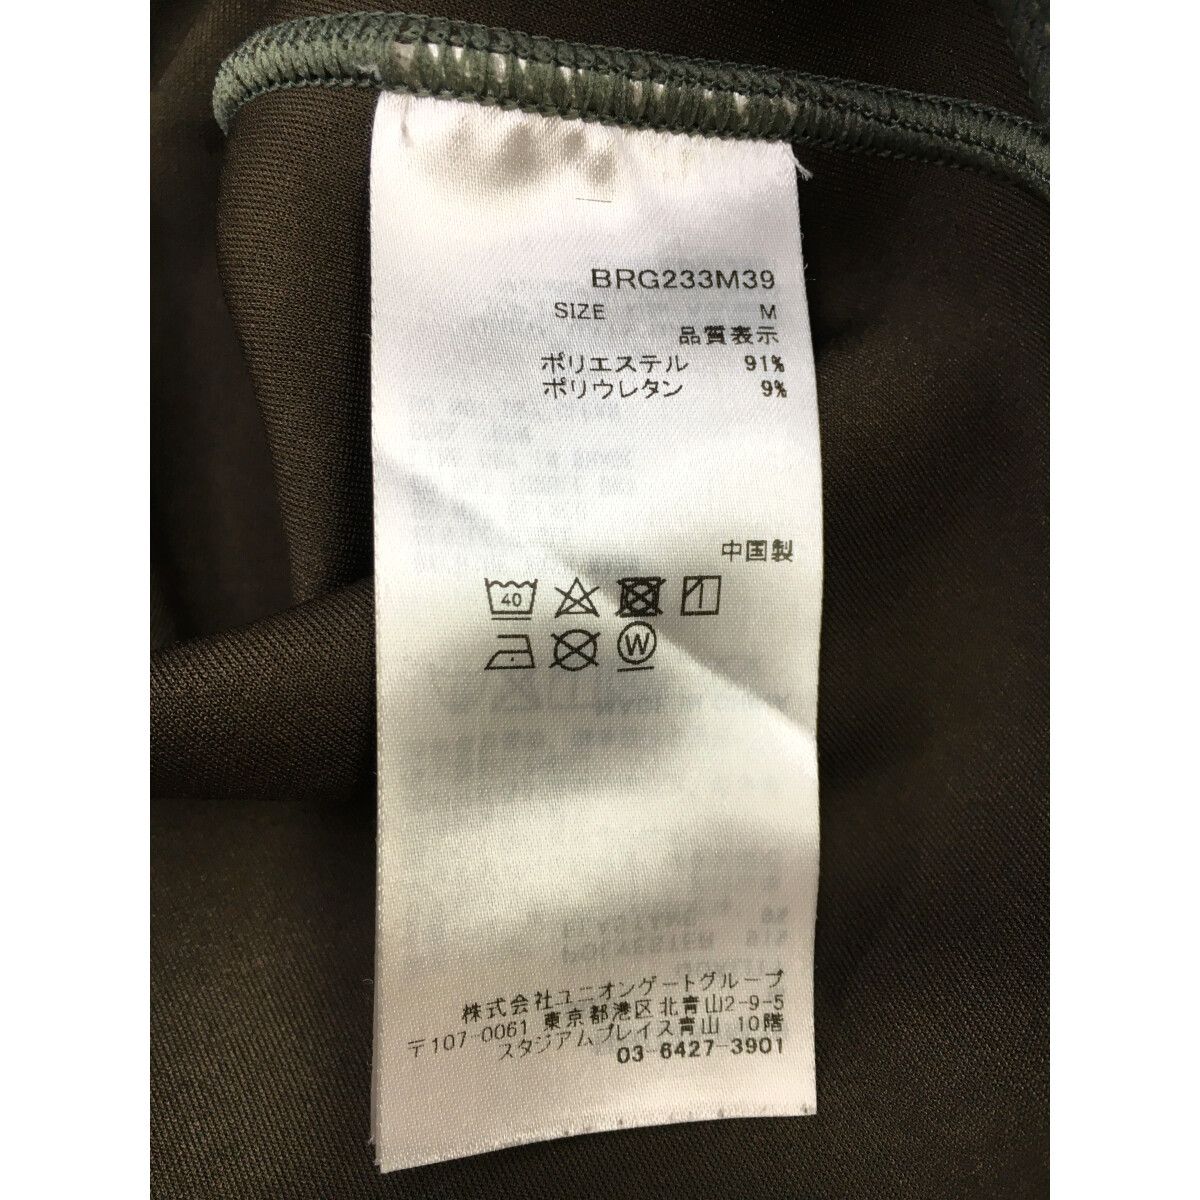 BRG233M39
SIZE M
品質表示
ポリエステル 91%
ポリウレタン 9%
中国製
40
W
株式会社ユニオンゲートグループ
〒107-0061 東京都港区北青山2-9-5
スタジアムプレイス青山 10階
03-6427-3901